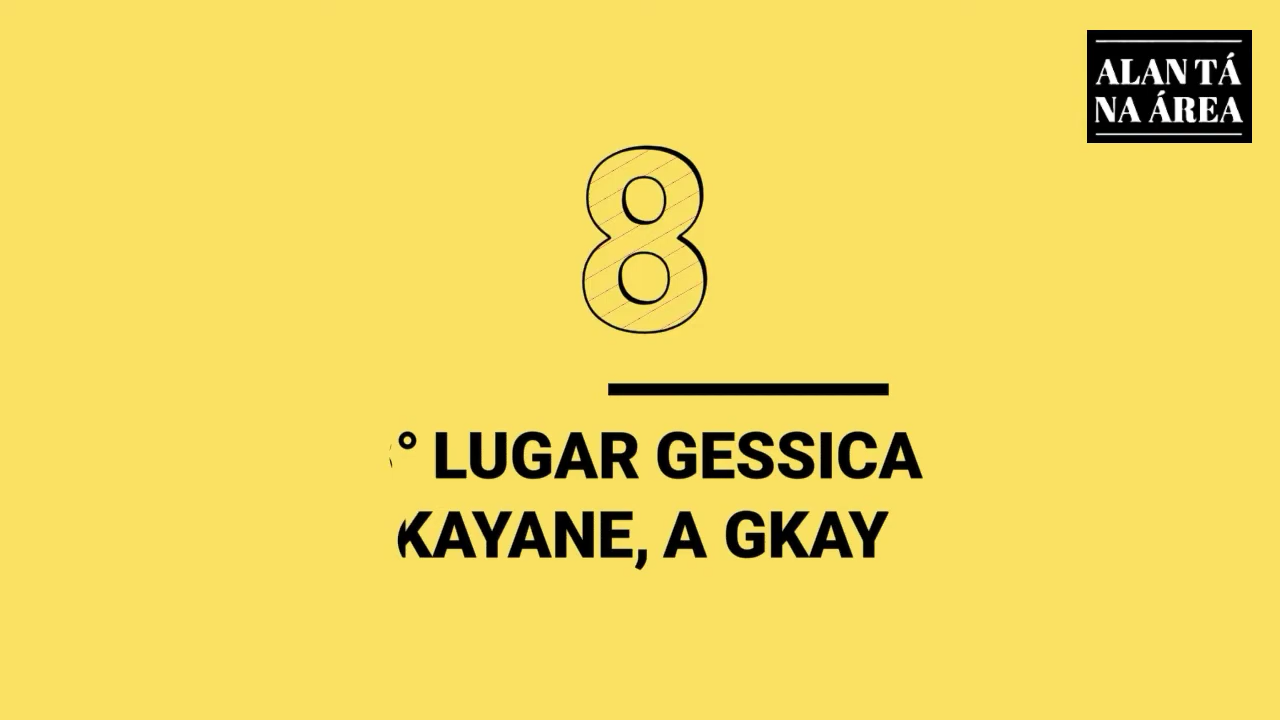 ALAN TÁ
NA ÁREA
8
° LUGAR GESSICA
KAYANE, A GKAY